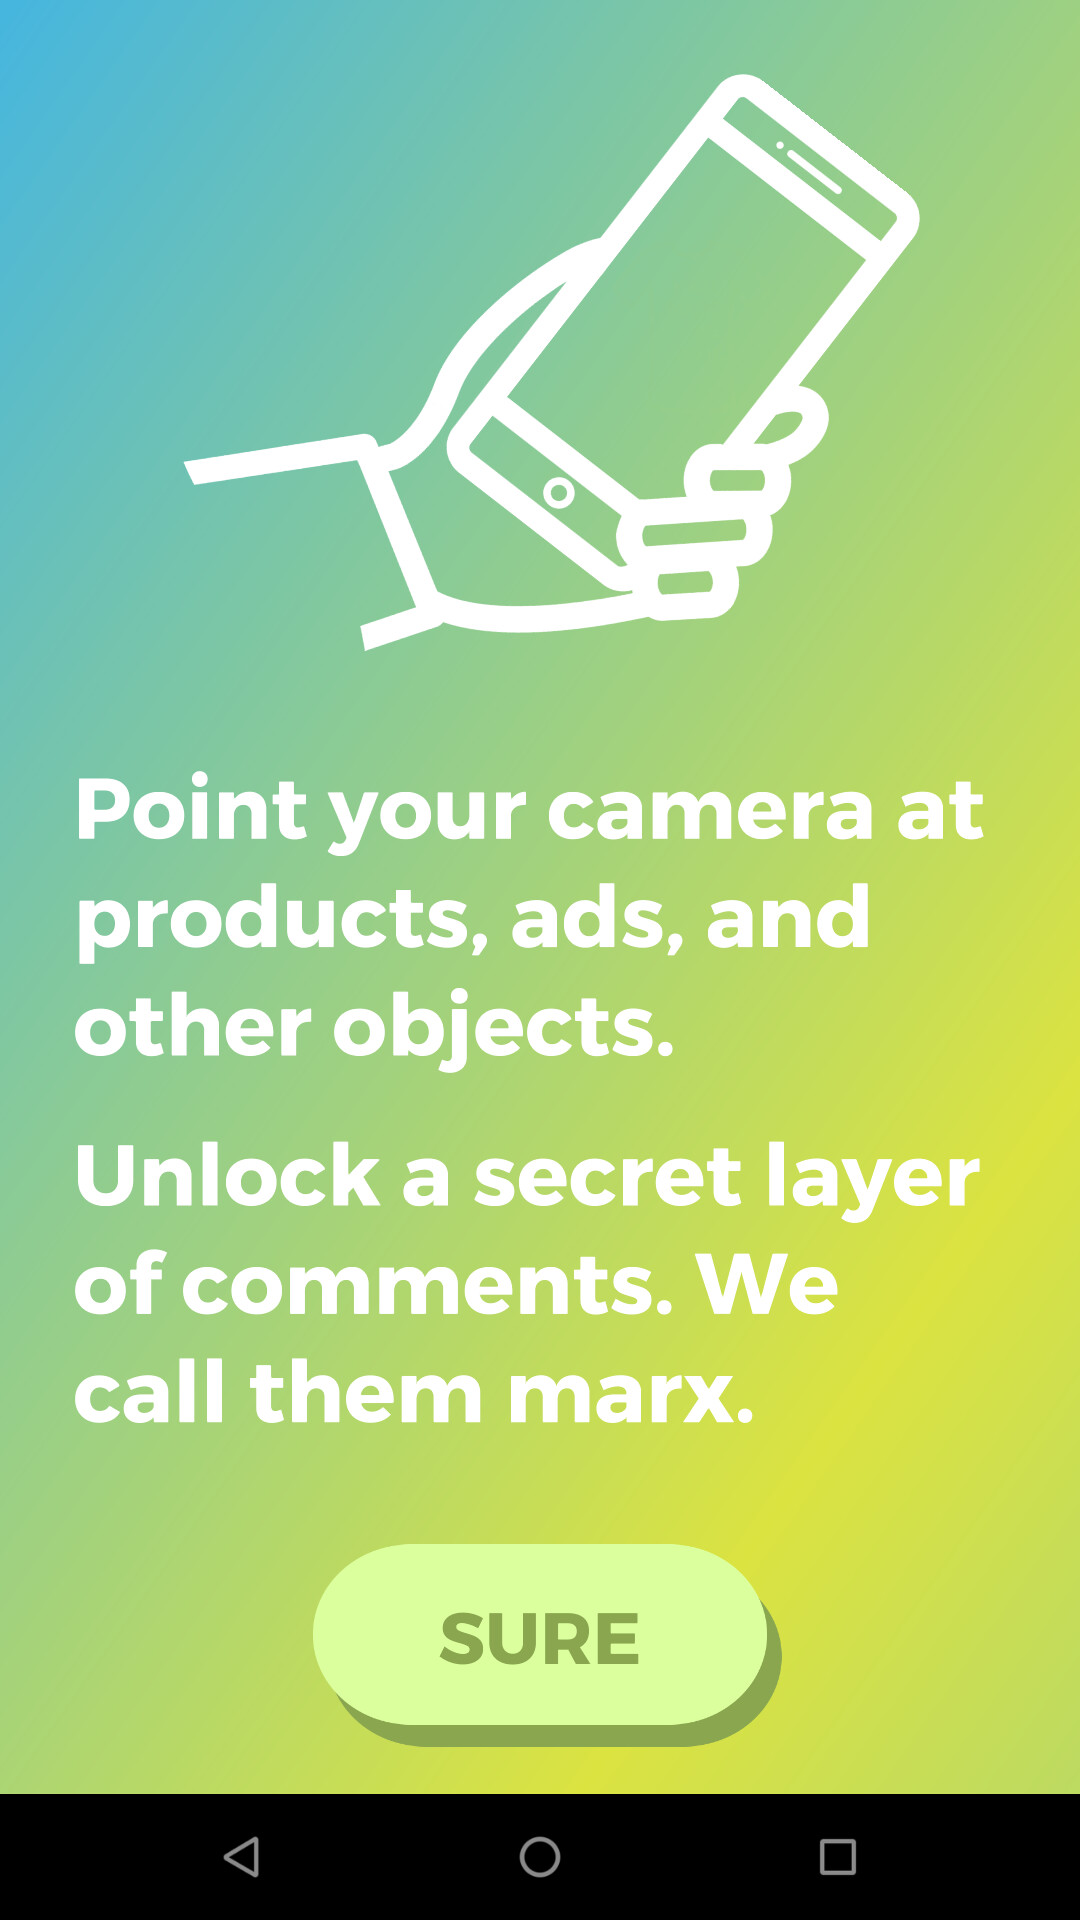 Point your camera at
products, ads, and
other objects.
Unlock a secret layer
of comments. We
call them marx.
SURE